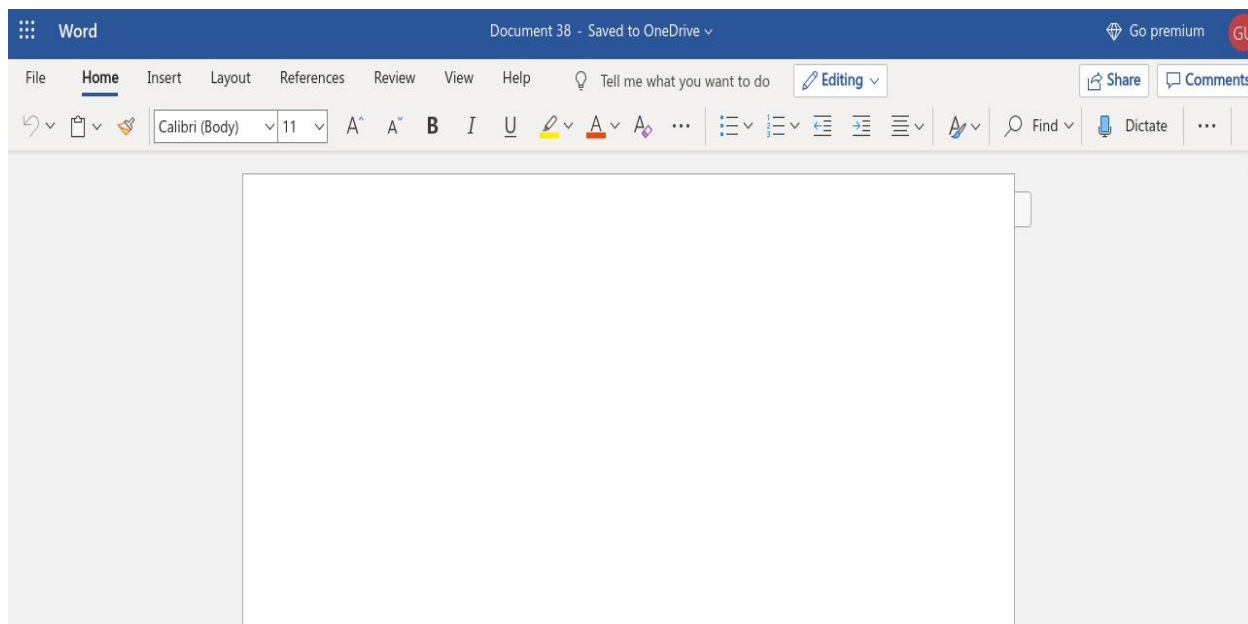 Word Document 38 - Saved to OneDrive Go premium GU
File Home Insert Layout References Review View Help Tell me what you want to do Editing Share Comments
Calibri (Body) 11 A A B I U A A Find Dictate